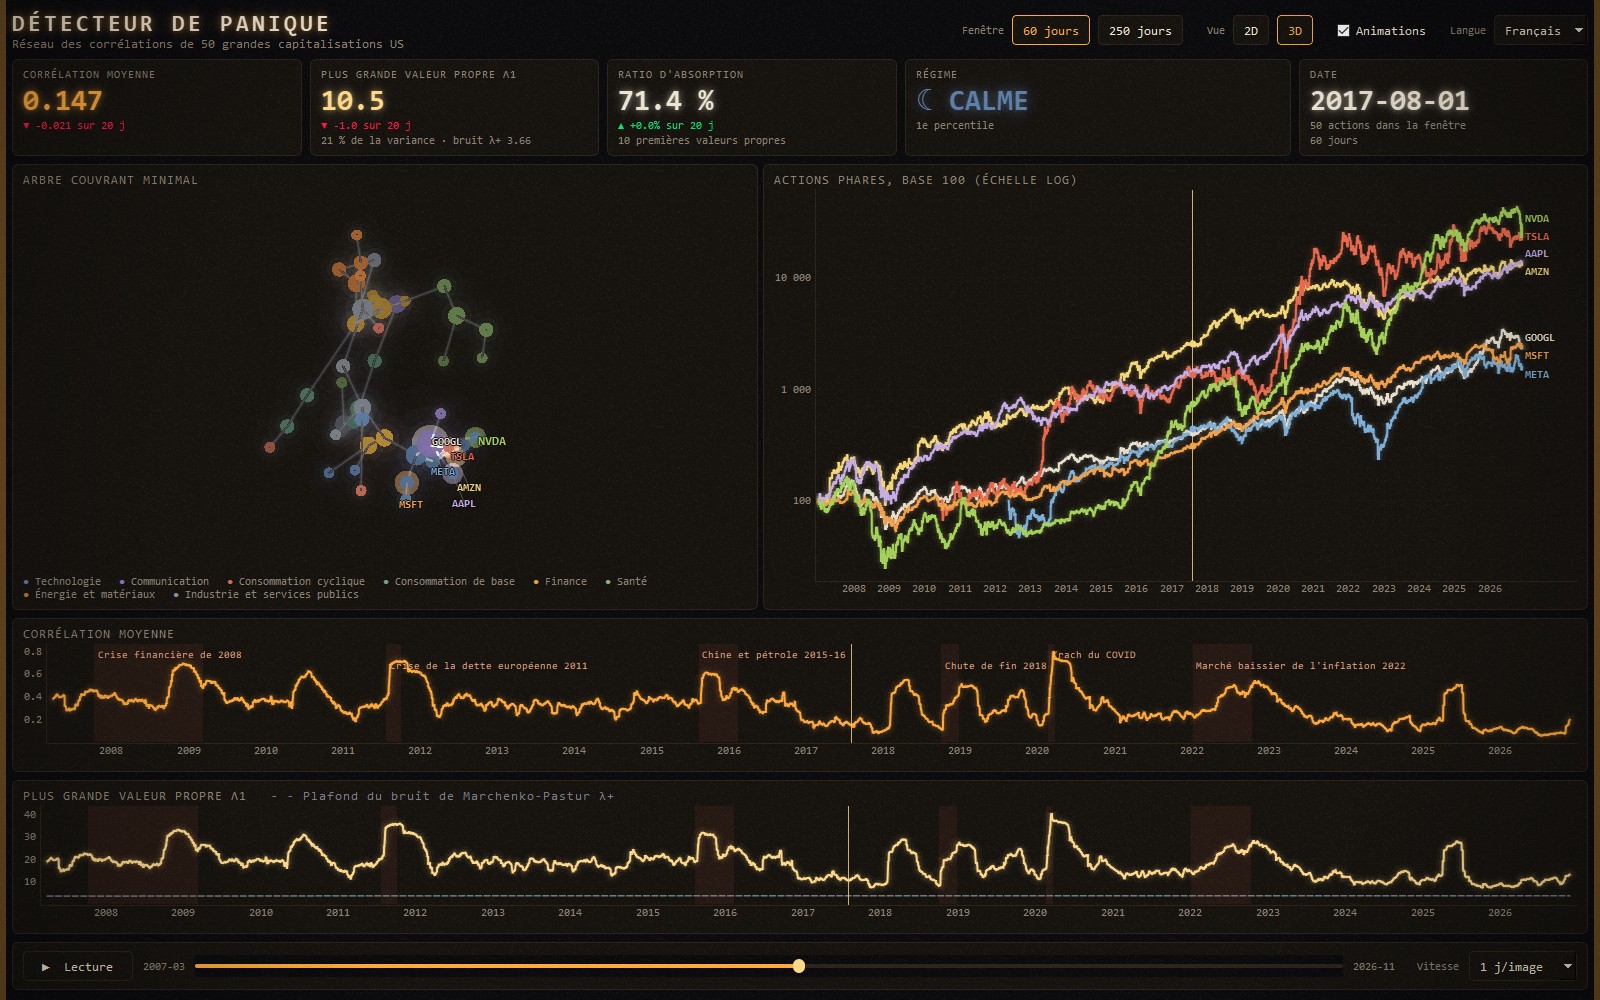 DÉTECTEUR DE PANIQUE
Réseau des corrélations de 50 grandes capitalisations US
Fenêtre 60 jours 250 jours Vue 2D 3D Animations Langue Français
CORRÉLATION MOYENNE
0.147
▼ -0.021 sur 20 j
PLUS GRANDE VALEUR PROPRE Λ1
10.5
▼ -1.0 sur 20 j
21 % de la variance · bruit λ+ 3.66
RATIO D'ABSORPTION
71.4 %
▲ +0.0% sur 20 j
10 premières valeurs propres
RÉGIME
☾ CALME
1e percentile
DATE
2017-08-01
50 actions dans la fenêtre
60 jours
ARBRE COUVRANT MINIMAL
GOOGL
NVDA
TSLA
META
AMZN
MSFT
AAPL
• Technologie • Communication • Consommation cyclique • Consommation de base • Finance • Santé
• Énergie et matériaux • Industrie et services publics
ACTIONS PHARES, BASE 100 (ÉCHELLE LOG)
NVDA
TSLA
AAPL
AMZN
10 000
GOOGL
MSFT
META
1 000
100
2008 2009 2010 2011 2012 2013 2014 2015 2016 2017 2018 2019 2020 2021 2022 2023 2024 2025 2026
CORRÉLATION MOYENNE
0.8
0.6
0.4
0.2
Crise financière de 2008
Crise de la dette européenne 2011
Chine et pétrole 2015-16
Chute de fin 2018
Crach du COVID
Marché baissier de l'inflation 2022
2008 2009 2010 2011 2012 2013 2014 2015 2016 2017 2018 2019 2020 2021 2022 2023 2024 2025 2026
PLUS GRANDE VALEUR PROPRE Λ1 - - Plafond du bruit de Marchenko-Pastur λ+
40
30
20
10
2008 2009 2010 2011 2012 2013 2014 2015 2016 2017 2018 2019 2020 2021 2022 2023 2024 2025 2026
► Lecture 2007-03 2026-11 Vitesse 1 j/image